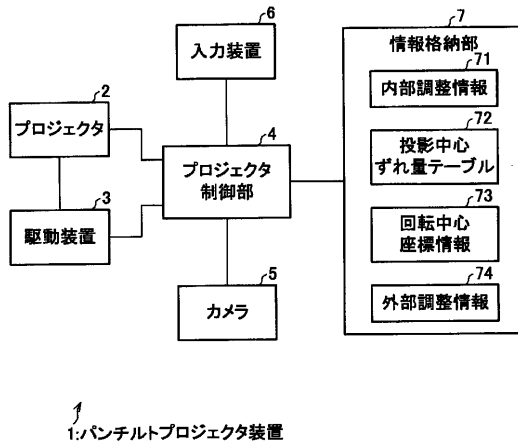 6
入力装置
7
情報格納部
71
内部調整情報
2
プロジェクタ
4
プロジェクタ
制御部
72
投影中心
ずれ量テーブル
3
駆動装置
73
回転中心
座標情報
5
カメラ
74
外部調整情報
1:パンチルトプロジェクタ装置